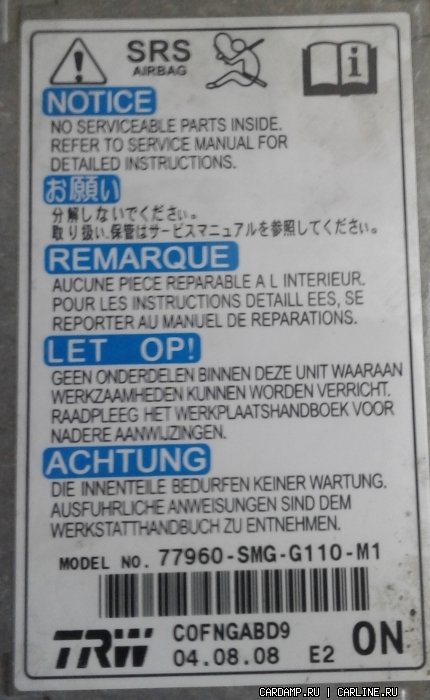 SRS
AIRBAG
NOTICE
NO SERVICEABLE PARTS INSIDE.
REFER TO SERVICE MANUAL FOR
DETAILED INSTRUCTIONS.
お願い
分解しないでください。
取り扱い、保管はサービスマニュアルを参照してください。
REMARQUE
AUCUNE PIECE REPARABLE A L INTERIEUR.
POUR LES INSTRUCTIONS DETAILL EES, SE
REPORTER AU MANUEL DE REPARATIONS.
LET OP!
GEEN ONDERDELEN BINNEN DEZE UNIT WAARAAN
WERKZAAMHEDEN KUNNEN WORDEN VERRICHT.
RAADPLEEG HET WERKPLAATSHANDBOEK VOOR
NADERE AANWIJZINGEN.
ACHTUNG
DIE INNENTEILE BEDURFEN KEINER WARTUNG.
AUSFUHRLICHE ANWEISUNGEN SIND DEM
WERKSTATTHANDBUCH ZU ENTNEHMEN.
MODEL NO. 77960-SMG-G110-M1
TRW C0FNGABD9
04.08.08 E2 0N
CARDAMP.RU | CARLINE.RU